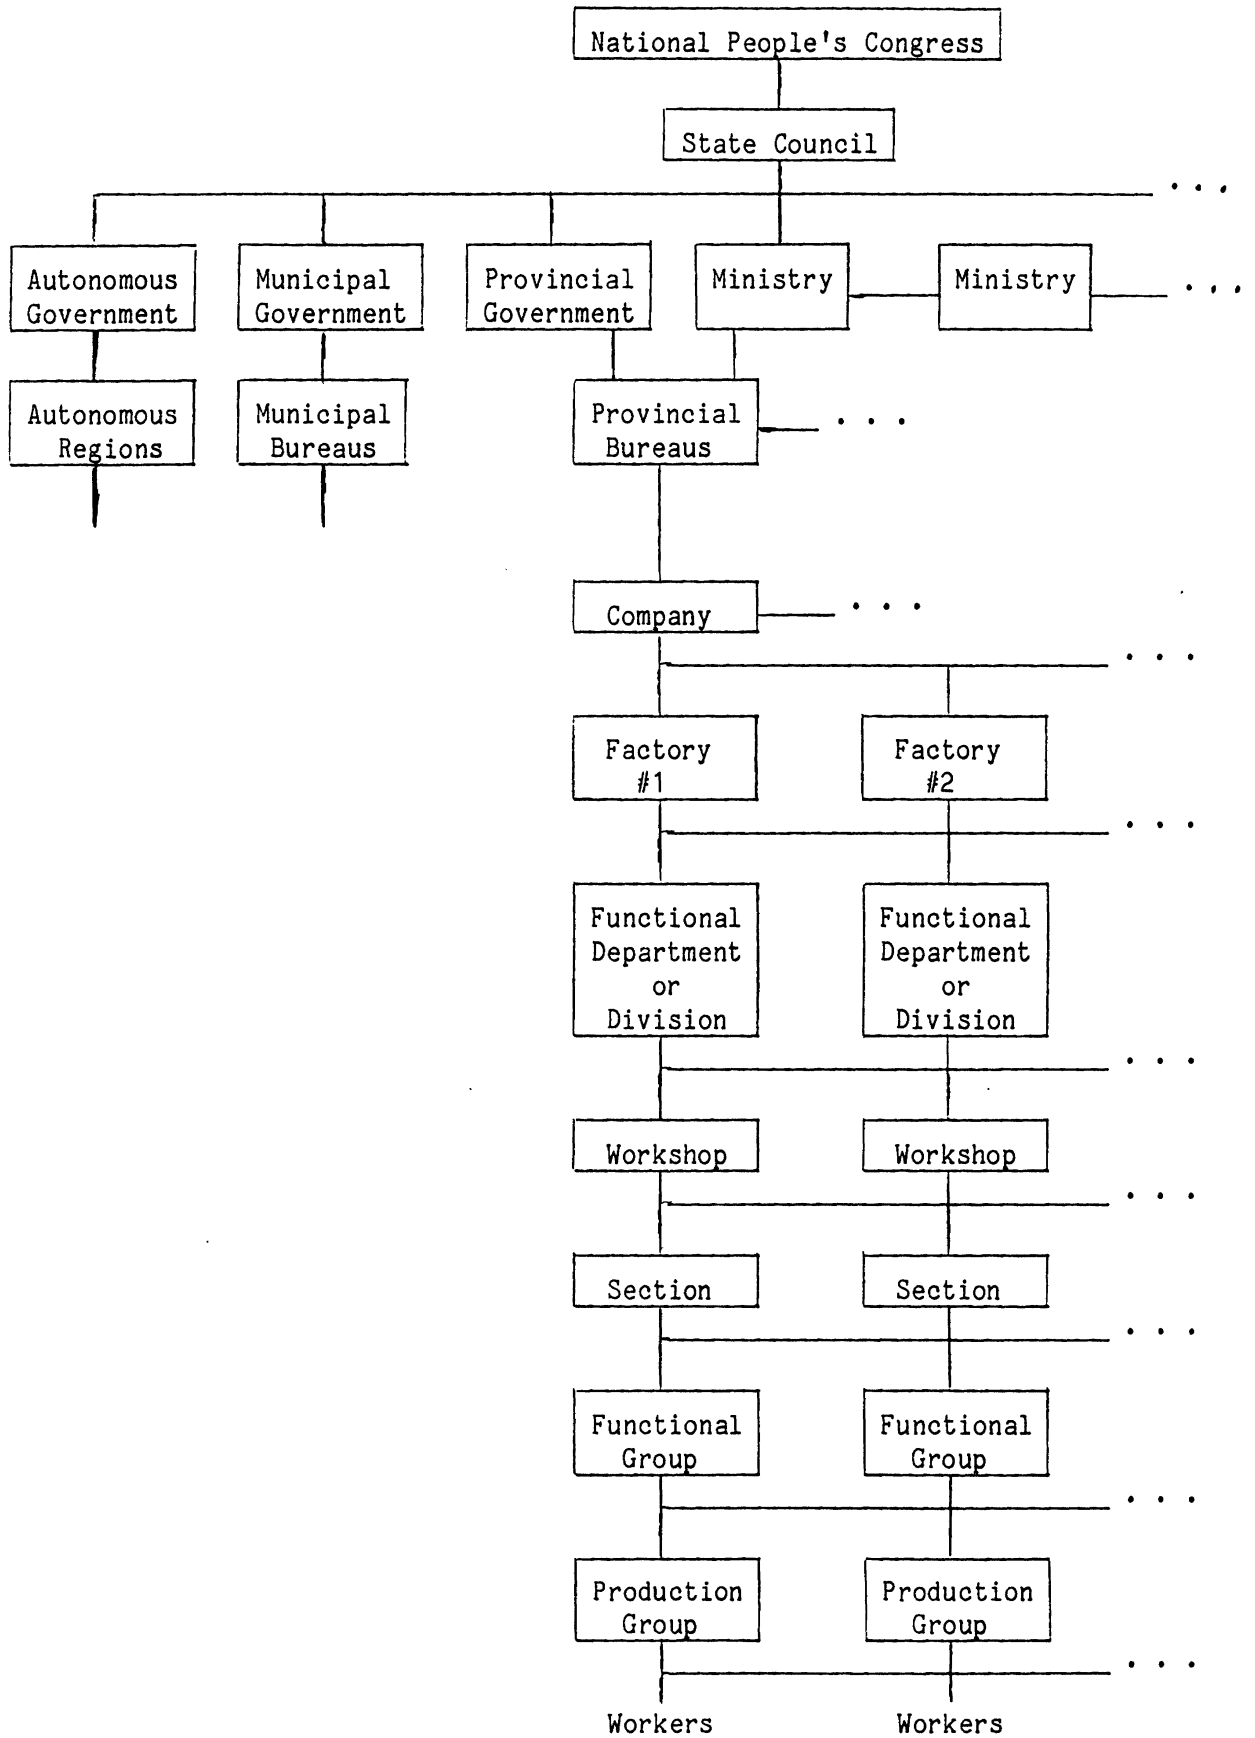 National People's Congress
State Council
. . .
Autonomous
Government
Municipal
Government
Provincial
Government
Ministry
Ministry
. . .
Autonomous
Regions
Municipal
Bureaus
Provincial
Bureaus
. . .
Company
. . .
. . .
Factory
#1
Factory
#2
. . .
Functional
Department
or
Division
Functional
Department
or
Division
. . .
Workshop
Workshop
. . .
Section
Section
. . .
Functional
Group
Functional
Group
. . .
Production
Group
Production
Group
. . .
Workers
Workers